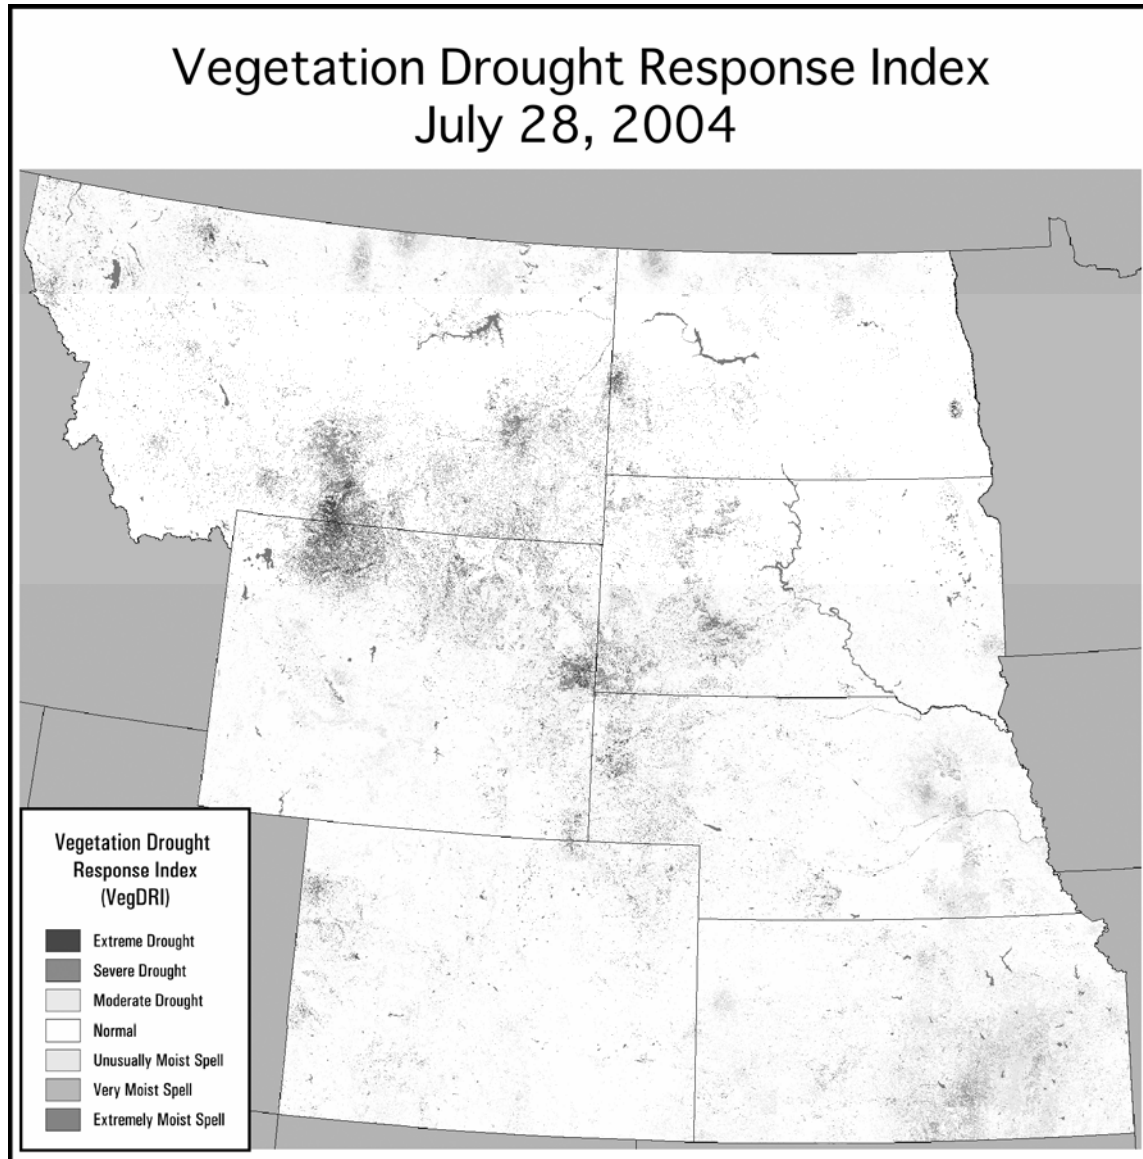 Vegetation Drought Response Index
July 28, 2004
Vegetation Drought
Response Index
(VegDRI)
Extreme Drought
Severe Drought
Moderate Drought
Normal
Unusually Moist Spell
Very Moist Spell
Extremely Moist Spell